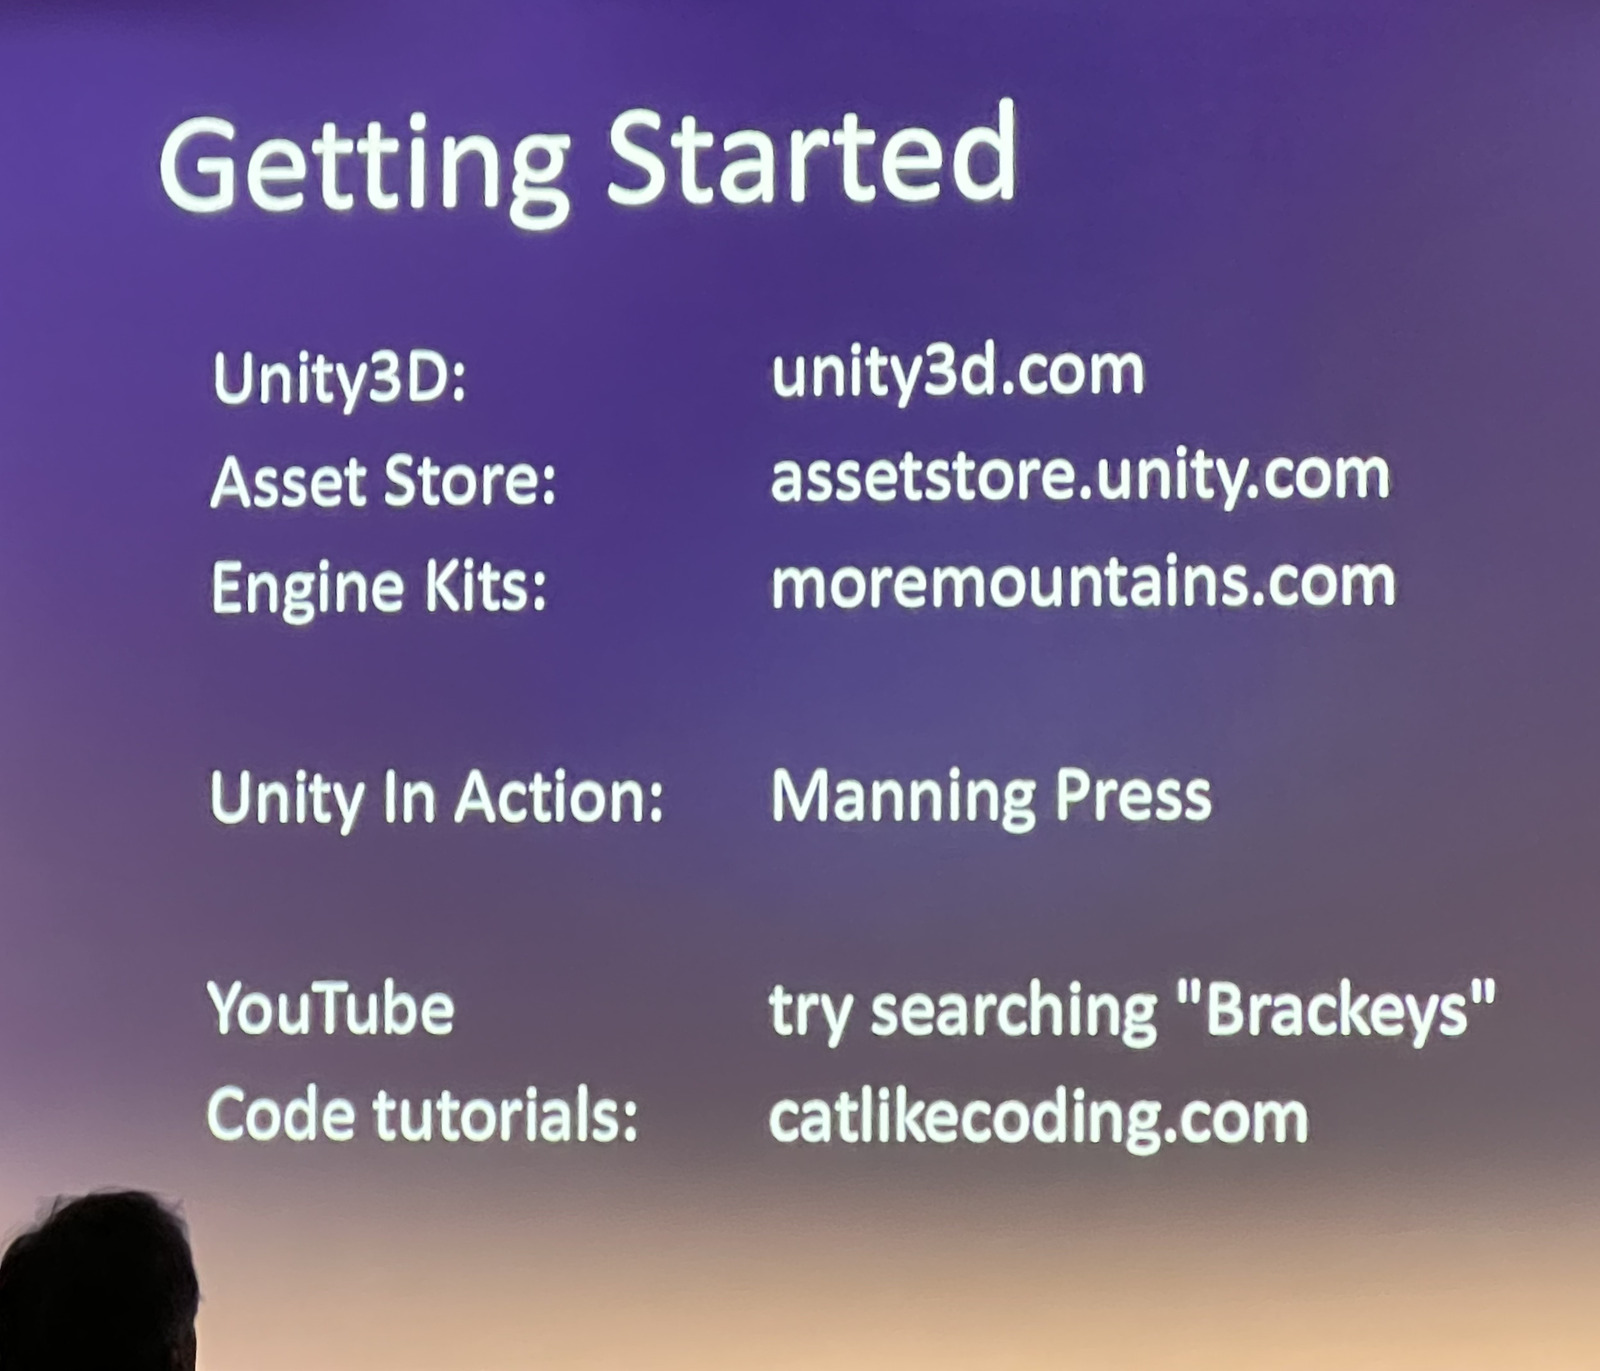 Getting Started
Unity3D: unity3d.com
Asset Store: assetstore.unity.com
Engine Kits: moremountains.com
Unity In Action: Manning Press
YouTube try searching "Brackeys"
Code tutorials: catlikecoding.com